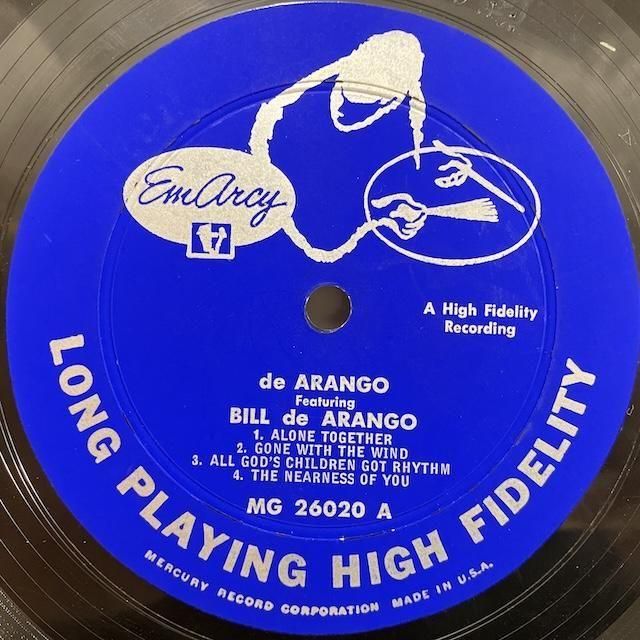 EmArcy
A High Fidelity
Recording
de ARANGO
Featuring
BILL de ARANGO
1. ALONE TOGETHER
2. GONE WITH THE WIND
3. ALL GOD'S CHILDREN GOT RHYTHM
4. THE NEARNESS OF YOU
MG 26020 A
LONG PLAYING HIGH FIDELITY
MERCURY RECORD CORPORATION MADE IN U.S.A.